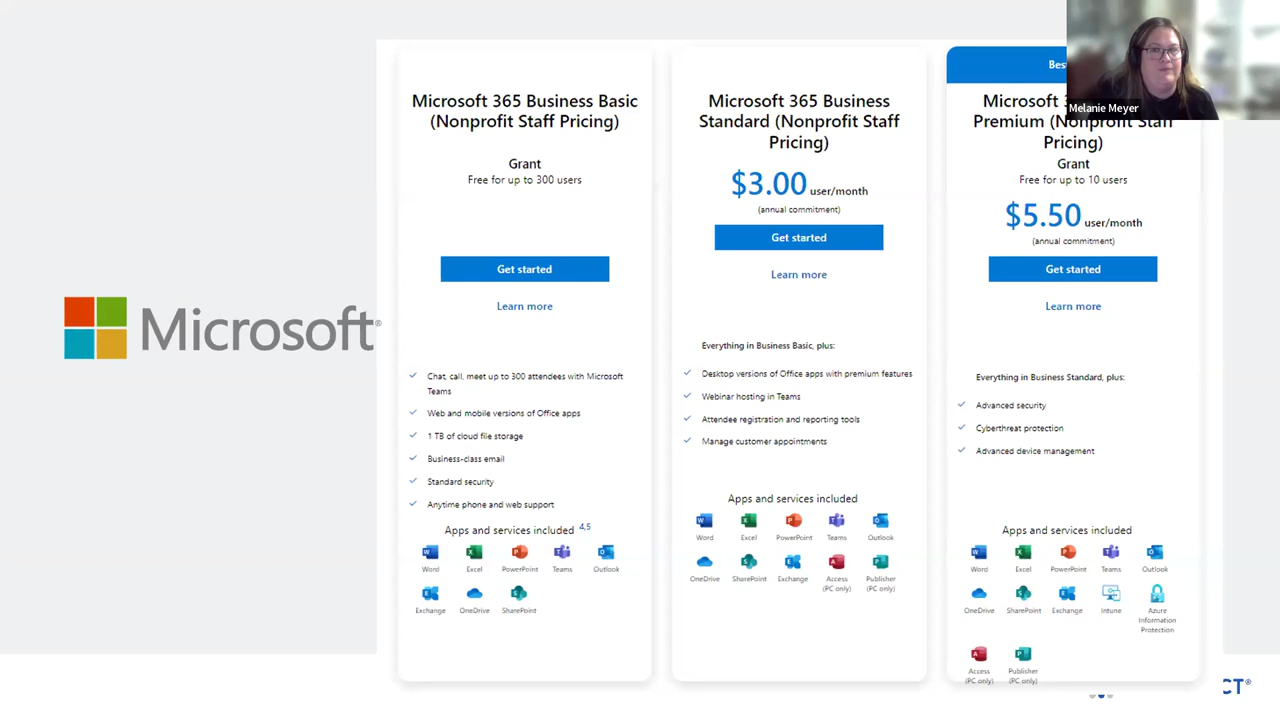 Microsoft®
Microsoft 365 Business Basic
(Nonprofit Staff Pricing)
Grant
Free for up to 300 users
Get started
Learn more
Chat, call, meet up to 300 attendees with Microsoft
Teams
Web and mobile versions of Office apps
1 TB of cloud file storage
Business-class email
Standard security
Anytime phone and web support
Apps and services included 4,5
Word Excel PowerPoint Teams Outlook
Exchange OneDrive SharePoint
Microsoft 365 Business
Standard (Nonprofit Staff
Pricing)
$3.00 user/month
(annual commitment)
Get started
Learn more
Everything in Business Basic, plus:
Desktop versions of Office apps with premium features
Webinar hosting in Teams
Attendee registration and reporting tools
Manage customer appointments
Apps and services included
Word Excel PowerPoint Teams Outlook
OneDrive SharePoint Exchange Access Publisher
(PC only) (PC only)
Best
Melanie Meyer
Microsoft
Premium (Nonprofit Staff
Pricing)
Grant
Free for up to 10 users
$5.50 user/month
(annual commitment)
Get started
Learn more
Everything in Business Standard, plus:
Advanced security
Cyberthreat protection
Advanced device management
Apps and services included
Word Excel PowerPoint Teams Outlook
OneDrive SharePoint Exchange Intune Azure
Information
Protection
Access Publisher
(PC only) (PC only)
CT®